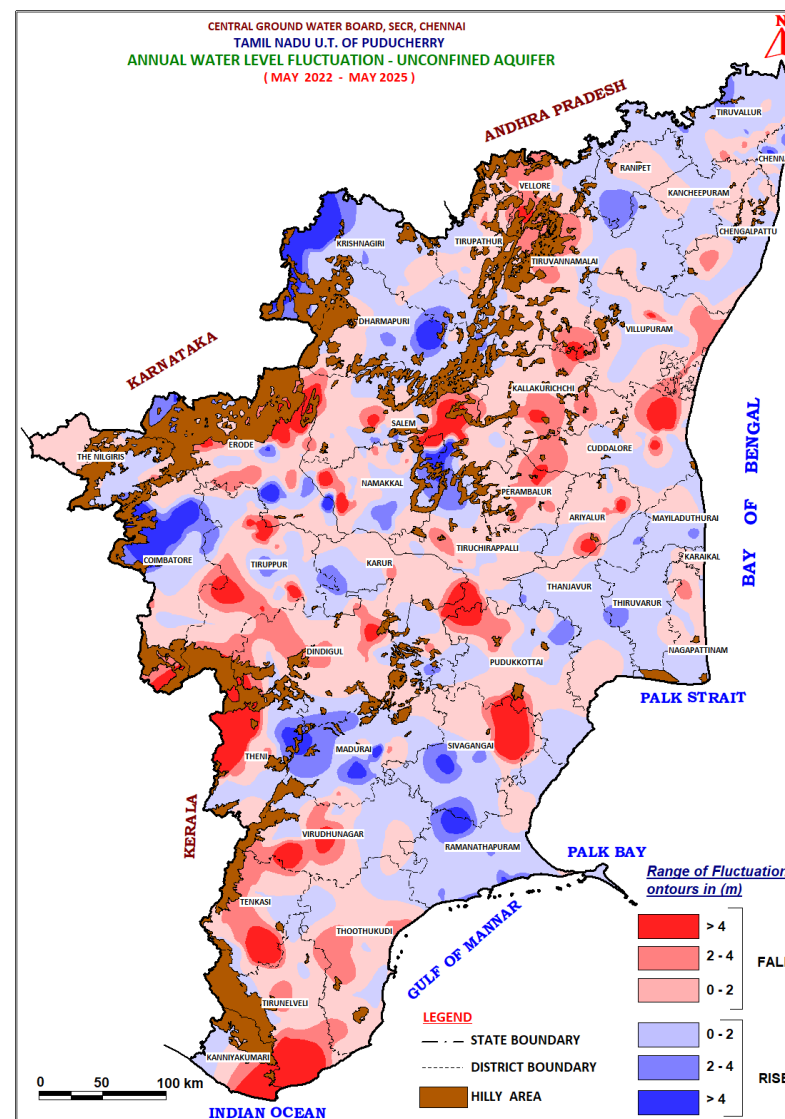 CENTRAL GROUND WATER BOARD, SECR, CHENNAI
TAMIL NADU U.T. OF PUDUCHERRY
ANNUAL WATER LEVEL FLUCTUATION - UNCONFINED AQUIFER
( MAY 2022 - MAY 2025 )
N
ANDHRA PRADESH
TIRUVALLUR
CHENNA
RANIPET
VELLORE
KANCHEEPURAM
CHENGALPATTU
KRISHNAGIRI
TIRUPATHUR
TIRUVANNAMALAI
DHARMAPURI
VILLUPURAM
KARNATAKA
KALLAKURICHCHI
SALEM
ERODE
THE NILGIRIS
CUDDALORE
NAMAKKAL
PERAMBALUR
ARIYALUR
MAYILADUTHURAI
BAY OF BENGAL
TIRUCHIRAPPALLI
KARAIKAL
COIMBATORE
TIRUPPUR
KARUR
THANJAVUR
THIRUVARUR
DINDIGUL
PUDUKKOTTAI
NAGAPATTINAM
PALK STRAIT
THENI
MADURAI
SIVAGANGAI
KERALA
VIRUDHUNAGAR
RAMANATHAPURAM
PALK BAY
TENKASI
THOOTHUKUDI
GULF OF MANNAR
TIRUNELVELI
KANNIYAKUMARI
INDIAN OCEAN
0 50 100 km
LEGEND
STATE BOUNDARY
DISTRICT BOUNDARY
HILLY AREA
Range of Fluctuation
ontours in (m)
> 4
2 - 4
0 - 2
FALL
0 - 2
2 - 4
> 4
RISE